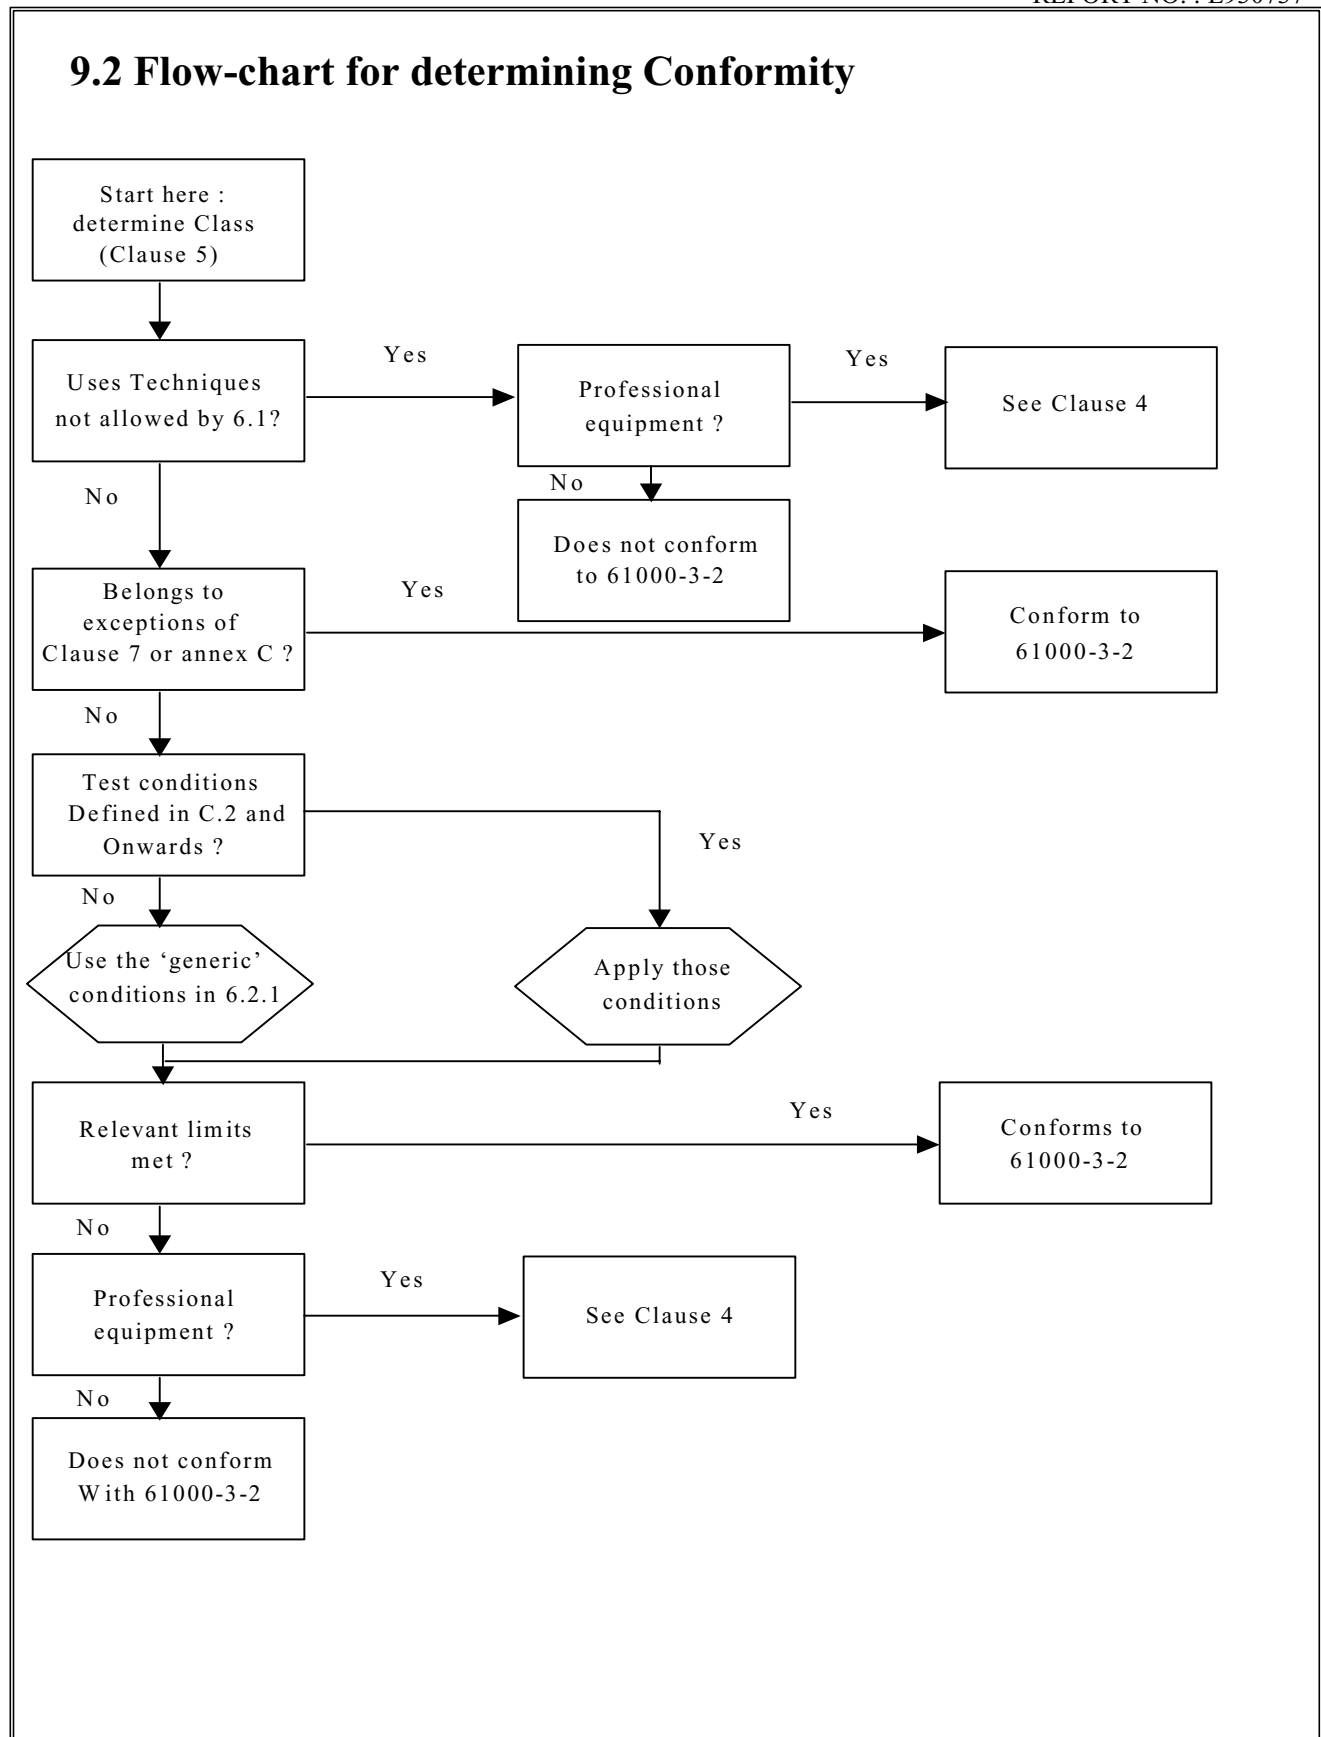 REPORT NO. : E930737
9.2 Flow-chart for determining Conformity
Start here :
determine Class
(Clause 5)
Uses Techniques
not allowed by 6.1?
Yes
Professional
equipment ?
Yes
See Clause 4
No
No
Does not conform
to 61000-3-2
Belongs to
exceptions of
Clause 7 or annex C ?
Yes
Conform to
61000-3-2
No
Test conditions
Defined in C.2 and
Onwards ?
Yes
No
Use the ‘generic’
conditions in 6.2.1
Apply those
conditions
Relevant limits
met ?
Yes
Conforms to
61000-3-2
No
Professional
equipment ?
Yes
See Clause 4
No
Does not conform
With 61000-3-2